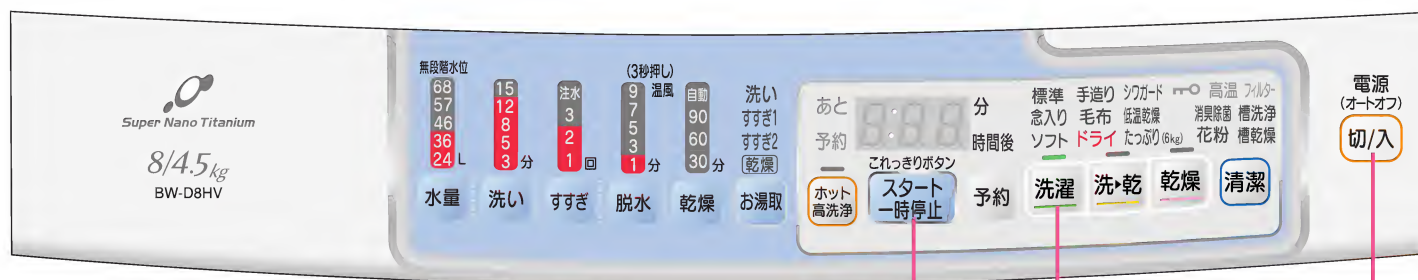 Super Nano Titanium
8/4.5kg
BW-D8HV
無段階水位
68
57
46
36
24 L
水量
15
12
8
5
3 分
洗い
注水
3
2
1 回
すすぎ
(3秒押し)
9 温風
7
5
3
1 分
脱水
自動
90
60
30 分
乾燥
洗い
すすぎ1
すすぎ2
乾燥
お湯取
あと
予約
8:88
分
時間後
ホット
高洗浄
これっきりボタン
スタート
一時停止
予約
標準 手造り シワガード 高温 フィルター
念入り 毛布 低温乾燥 消臭除菌 槽洗浄
ソフト ドライ たっぷり(6kg) 花粉 槽乾燥
洗濯
洗▶乾
乾燥
清潔
電源
(オートオフ)
切/入